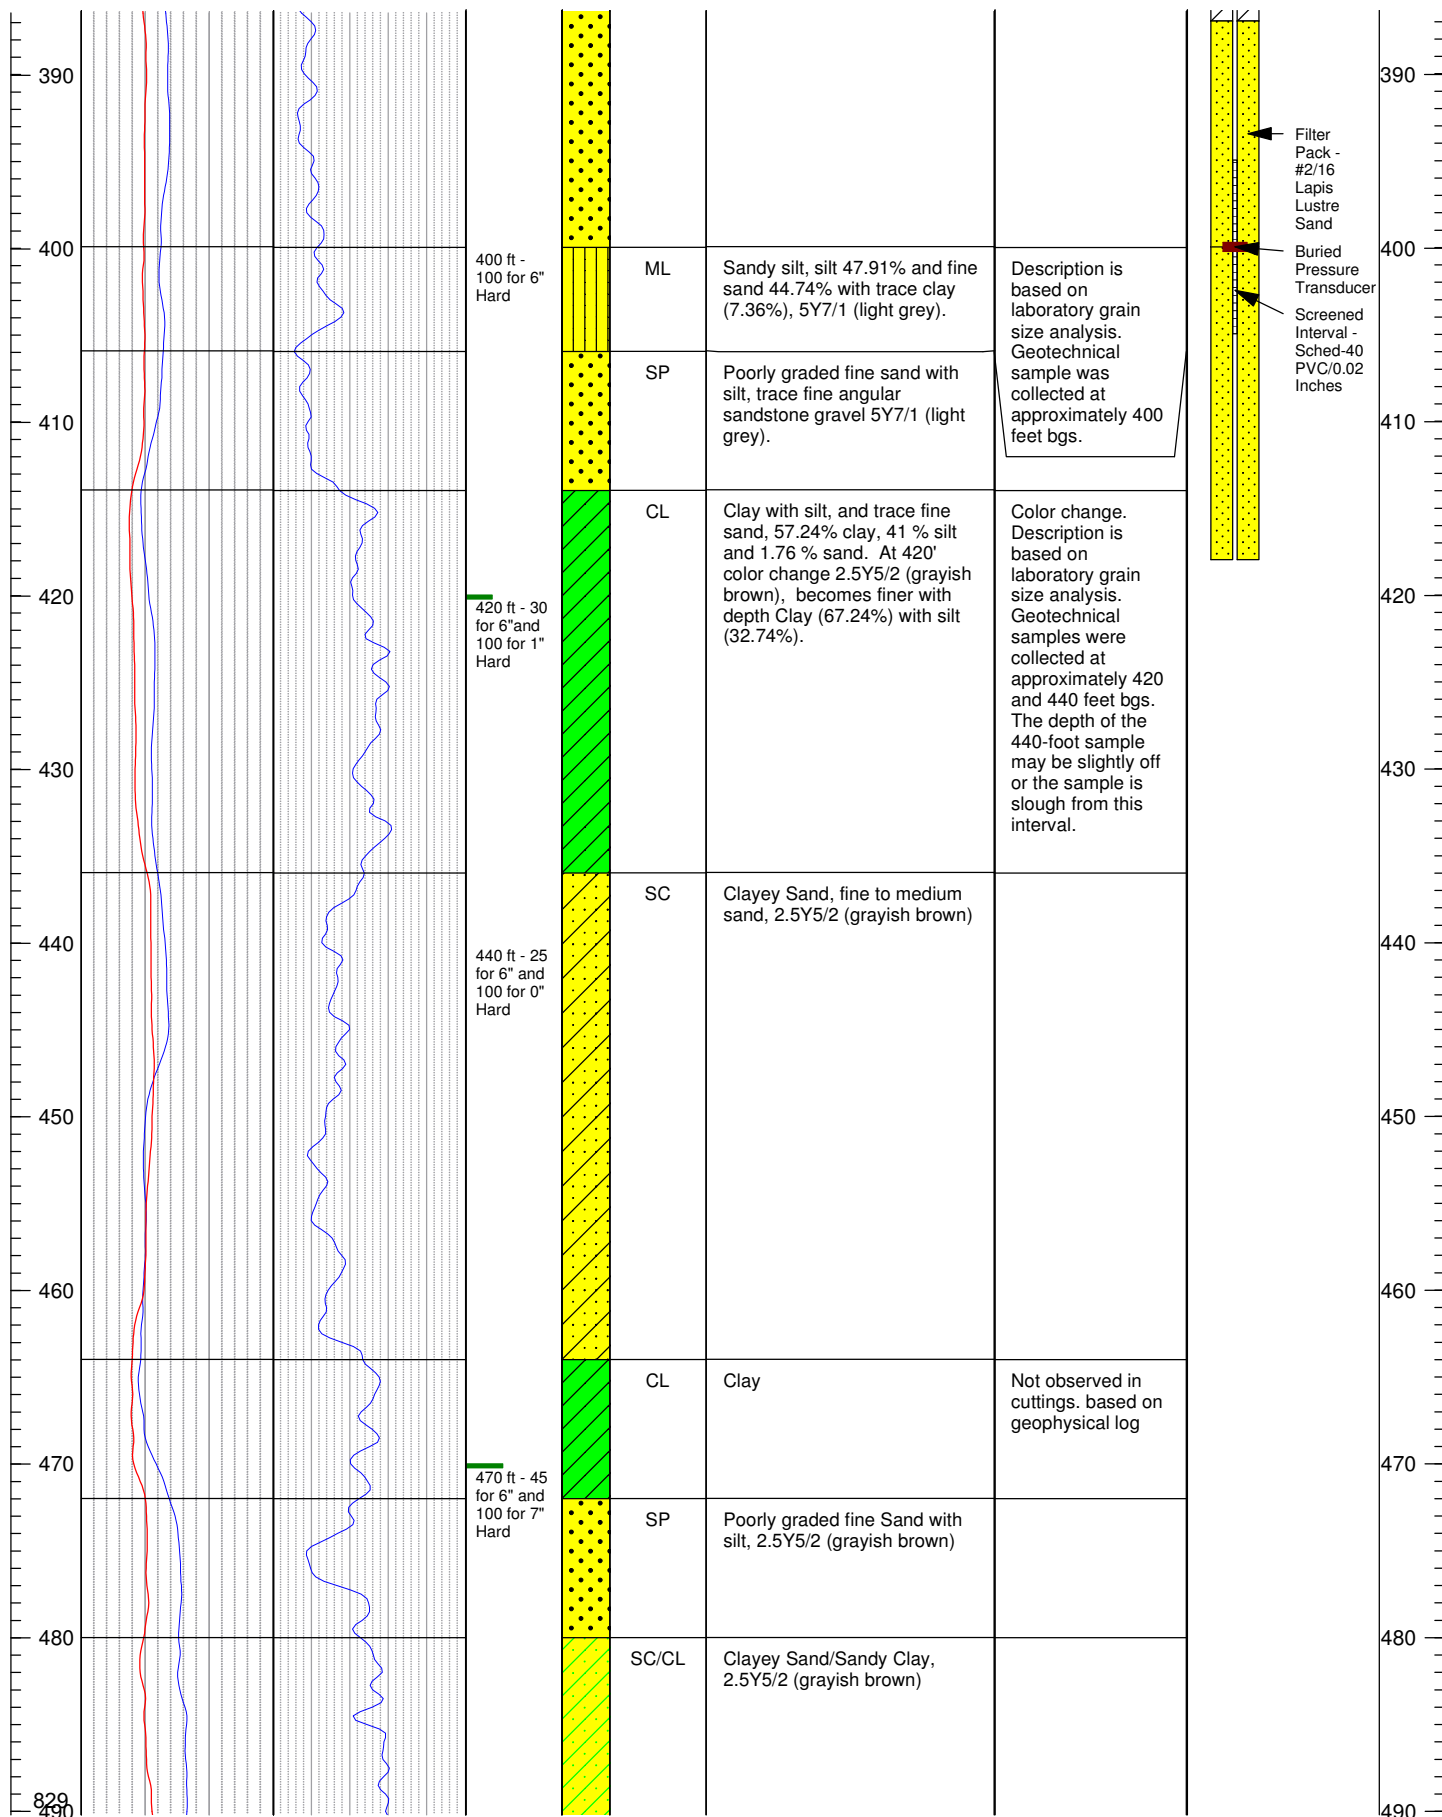 390
400
410
420
430
440
450
460
470
480
829
490
400 ft -
100 for 6"
Hard
420 ft - 30
for 6"and
100 for 1"
Hard
440 ft - 25
for 6" and
100 for 0"
Hard
470 ft - 45
for 6" and
100 for 7"
Hard
ML
Sandy silt, silt 47.91% and fine
sand 44.74% with trace clay
(7.36%), 5Y7/1 (light grey).
Description is
based on
laboratory grain
size analysis.
Geotechnical
sample was
collected at
approximately 400
feet bgs.
SP
Poorly graded fine sand with
silt, trace fine angular
sandstone gravel 5Y7/1 (light
grey).
CL
Clay with silt, and trace fine
sand, 57.24% clay, 41 % silt
and 1.76 % sand. At 420'
color change 2.5Y5/2 (grayish
brown), becomes finer with
depth Clay (67.24%) with silt
(32.74%).
Color change.
Description is
based on
laboratory grain
size analysis.
Geotechnical
samples were
collected at
approximately 420
and 440 feet bgs.
The depth of the
440-foot sample
may be slightly off
or the sample is
slough from this
interval.
SC
Clayey Sand, fine to medium
sand, 2.5Y5/2 (grayish brown)
CL
Clay
Not observed in
cuttings. based on
geophysical log
SP
Poorly graded fine Sand with
silt, 2.5Y5/2 (grayish brown)
SC/CL
Clayey Sand/Sandy Clay,
2.5Y5/2 (grayish brown)
Filter
Pack -
#2/16
Lapis
Lustre
Sand
Buried
Pressure
Transducer
Screened
Interval -
Sched-40
PVC/0.02
Inches
390
400
410
420
430
440
450
460
470
480
490